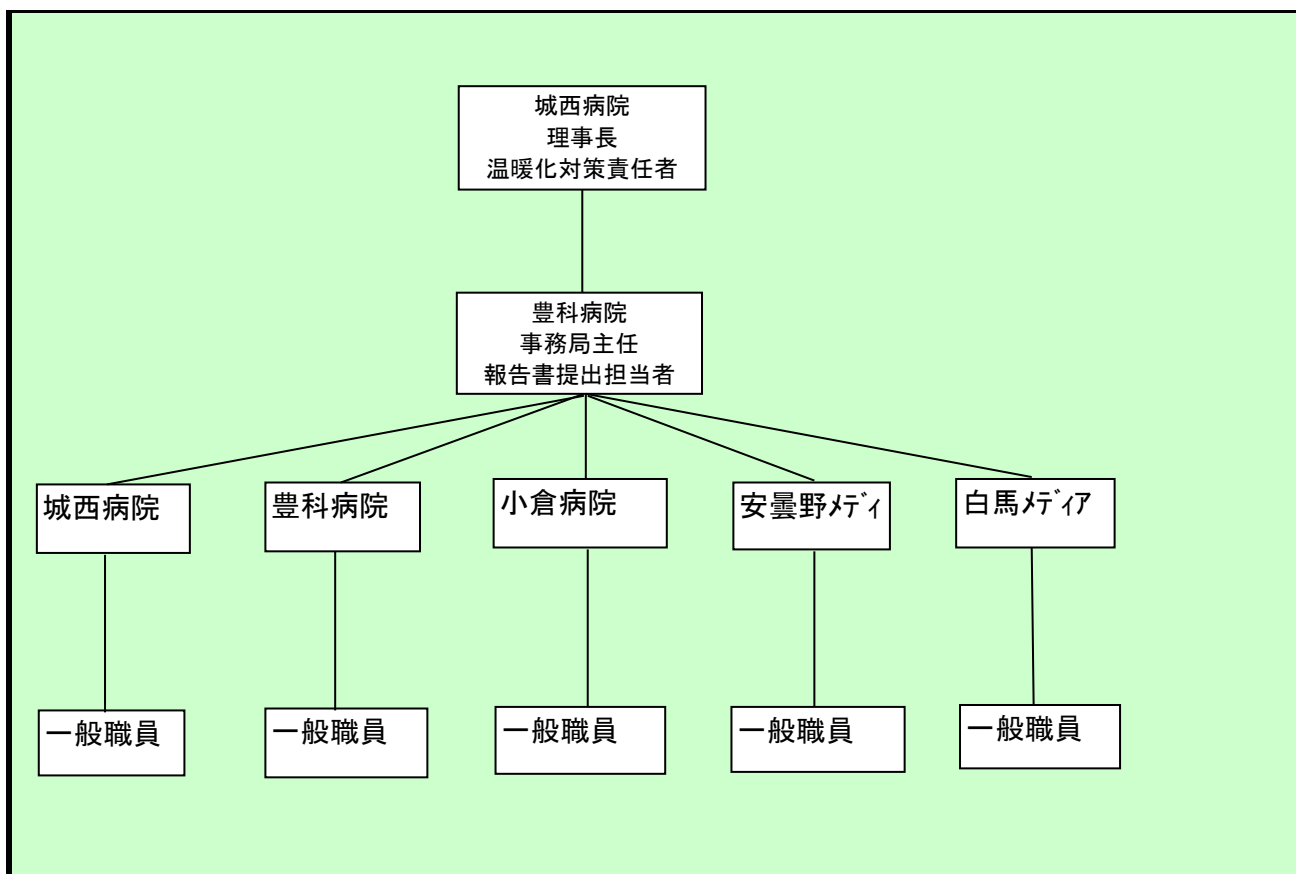 城西病院
理事長
温暖化対策責任者
豊科病院
事務局主任
報告書提出担当者
城西病院
豊科病院
小倉病院
安曇野ﾒﾃﾞｨ
白馬ﾒﾃﾞｨｱ
一般職員
一般職員
一般職員
一般職員
一般職員